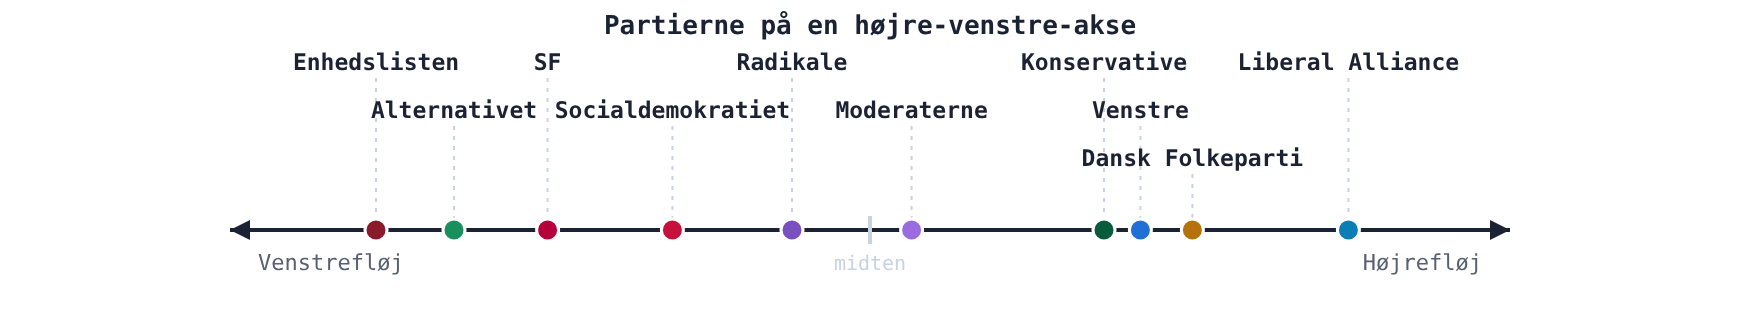 Partierne på en højre-venstre-akse
Enhedslisten SF Radikale Konservative Liberal Alliance
Alternativet Socialdemokratiet Moderaterne Venstre
Dansk Folkeparti
Venstrefløj midten Højrefløj